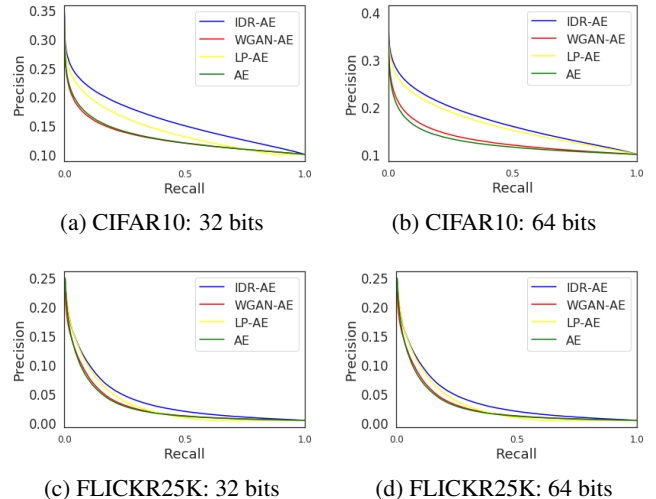 0.35
0.30
0.25
0.20
0.15
0.10
Precision
IDR-AE
WGAN-AE
LP-AE
AE
0.0 0.5 1.0
Recall
(a) CIFAR10: 32 bits
0.4
0.3
0.2
0.1
Precision
IDR-AE
WGAN-AE
LP-AE
AE
0.0 0.5 1.0
Recall
(b) CIFAR10: 64 bits
0.25
0.20
0.15
0.10
0.05
0.00
Precision
IDR-AE
WGAN-AE
LP-AE
AE
0.0 0.5 1.0
Recall
(c) FLICKR25K: 32 bits
0.25
0.20
0.15
0.10
0.05
0.00
Precision
IDR-AE
WGAN-AE
LP-AE
AE
0.0 0.5 1.0
Recall
(d) FLICKR25K: 64 bits